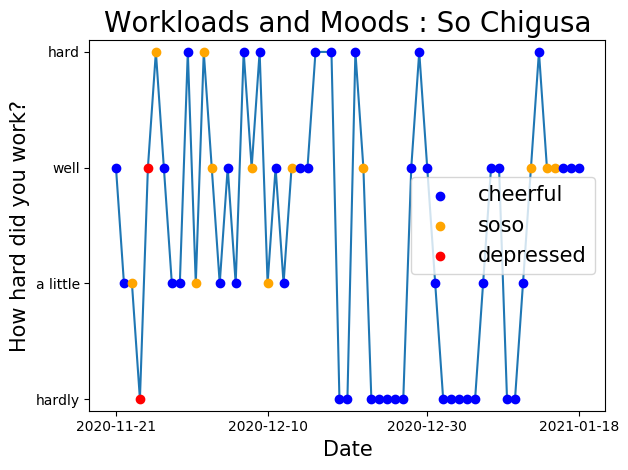 Workloads and Moods : So Chigusa
How hard did you work?
hard
well
a little
hardly
cheerful
soso
depressed
2020-11-21
2020-12-10
2020-12-30
2021-01-18
Date